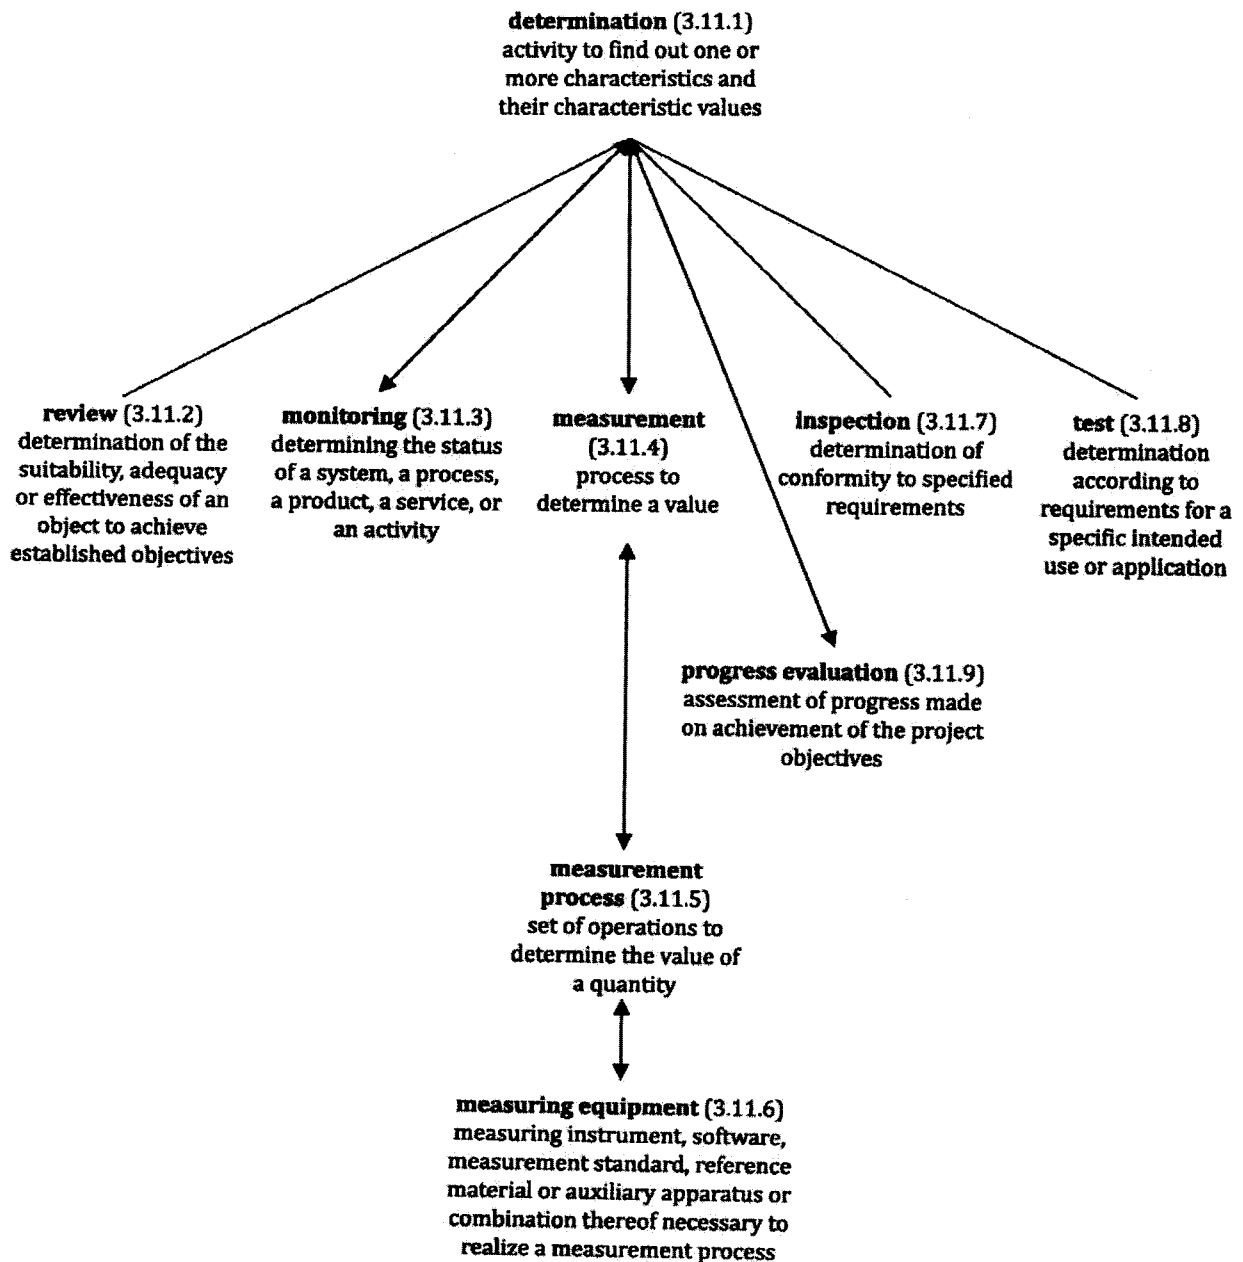 determination (3.11.1)
activity to find out one or
more characteristics and
their characteristic values
review (3.11.2)
determination of the
suitability, adequacy
or effectiveness of an
object to achieve
established objectives
monitoring (3.11.3)
determining the status
of a system, a process,
a product, a service, or
an activity
measurement
(3.11.4)
process to
determine a value
inspection (3.11.7)
determination of
conformity to specified
requirements
test (3.11.8)
determination
according to
requirements for a
specific intended
use or application
progress evaluation (3.11.9)
assessment of progress made
on achievement of the project
objectives
measurement
process (3.11.5)
set of operations to
determine the value of
a quantity
measuring equipment (3.11.6)
measuring instrument, software,
measurement standard, reference
material or auxiliary apparatus or
combination thereof necessary to
realize a measurement process